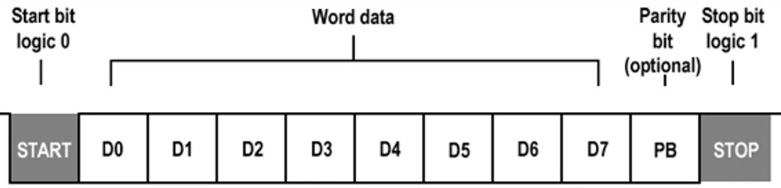 Start bit
logic 0
Word data
Parity
bit
(optional)
Stop bit
logic 1
START D0 D1 D2 D3 D4 D5 D6 D7 PB STOP